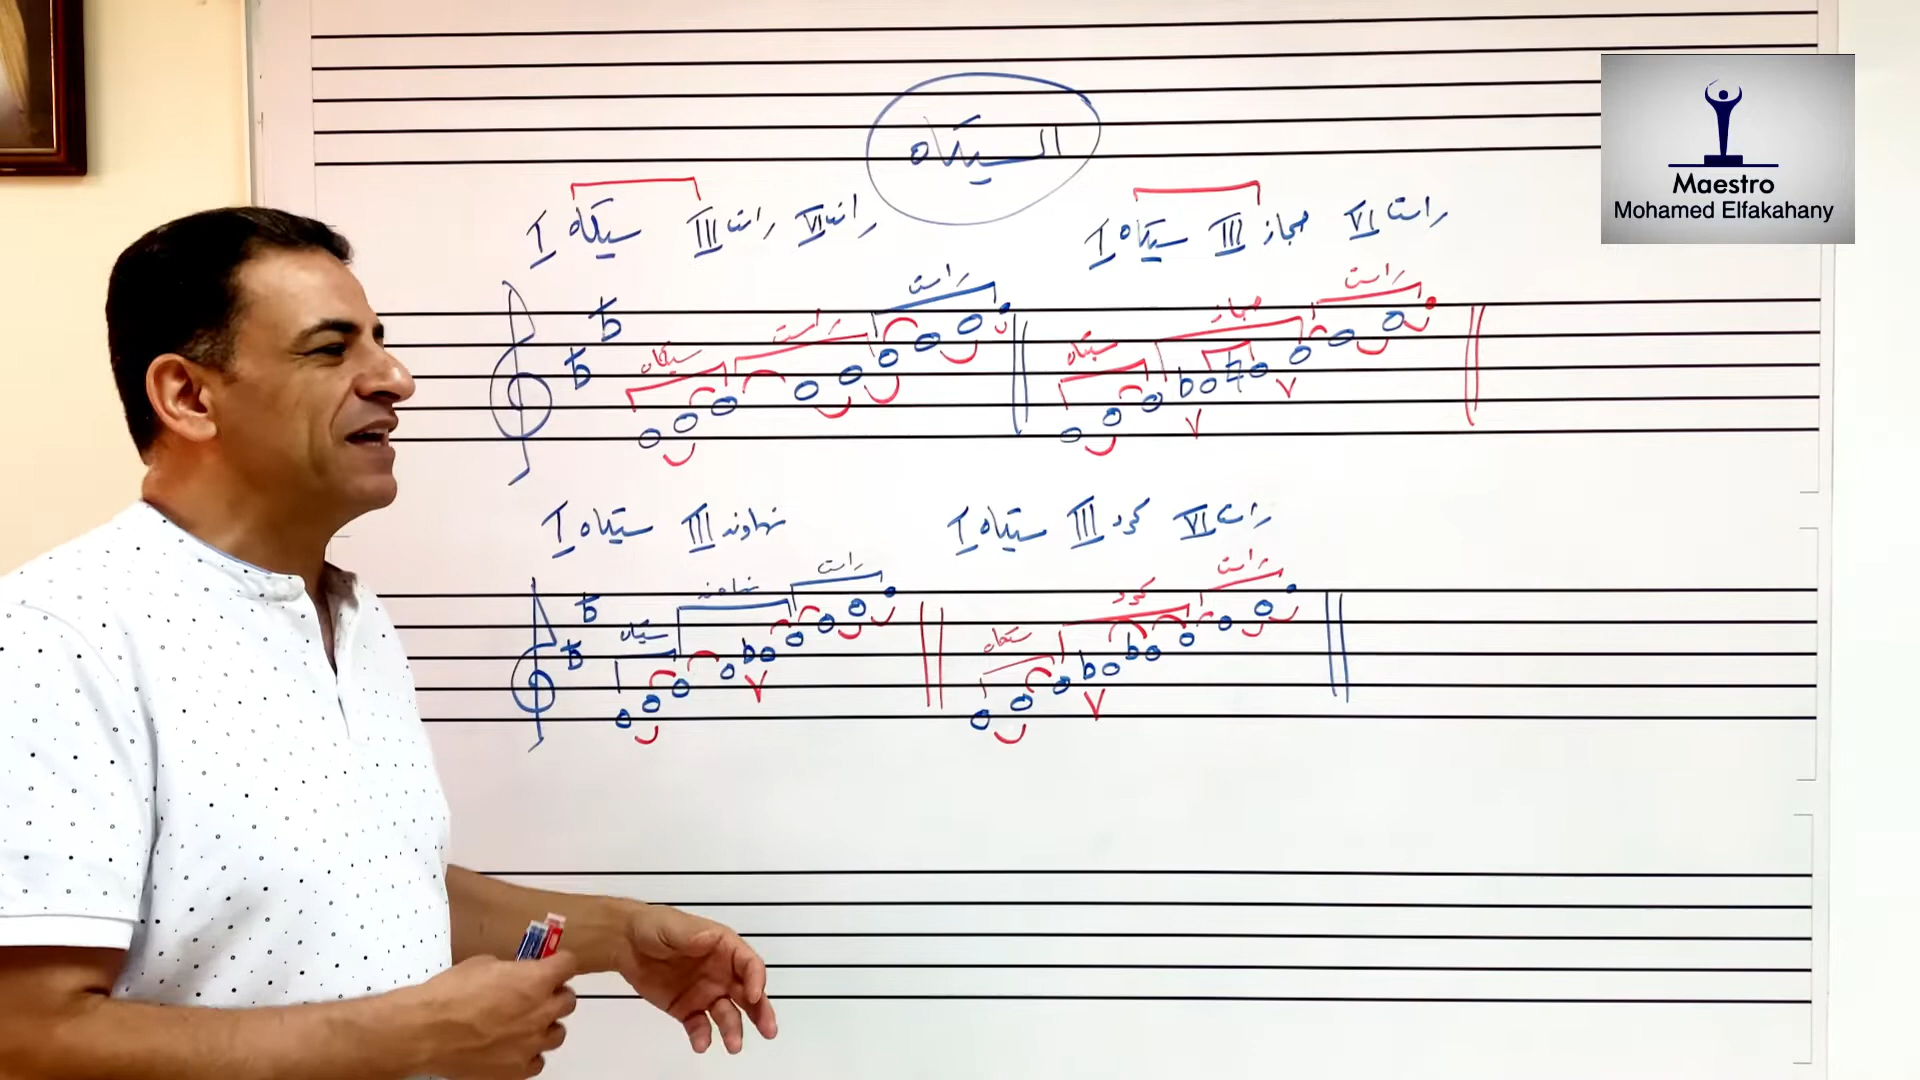 السيكاه
Maestro
Mohamed Elfakahany
I سيكاه III راست VI راست
I سيكاه III حجاز VI راست
سيكاه راست راست
سيكاه حجاز راست
I سيكاه III نهاوند
I سيكاه III كرد VI راست
سيكاه نهاوند راست
سيكاه كرد راست